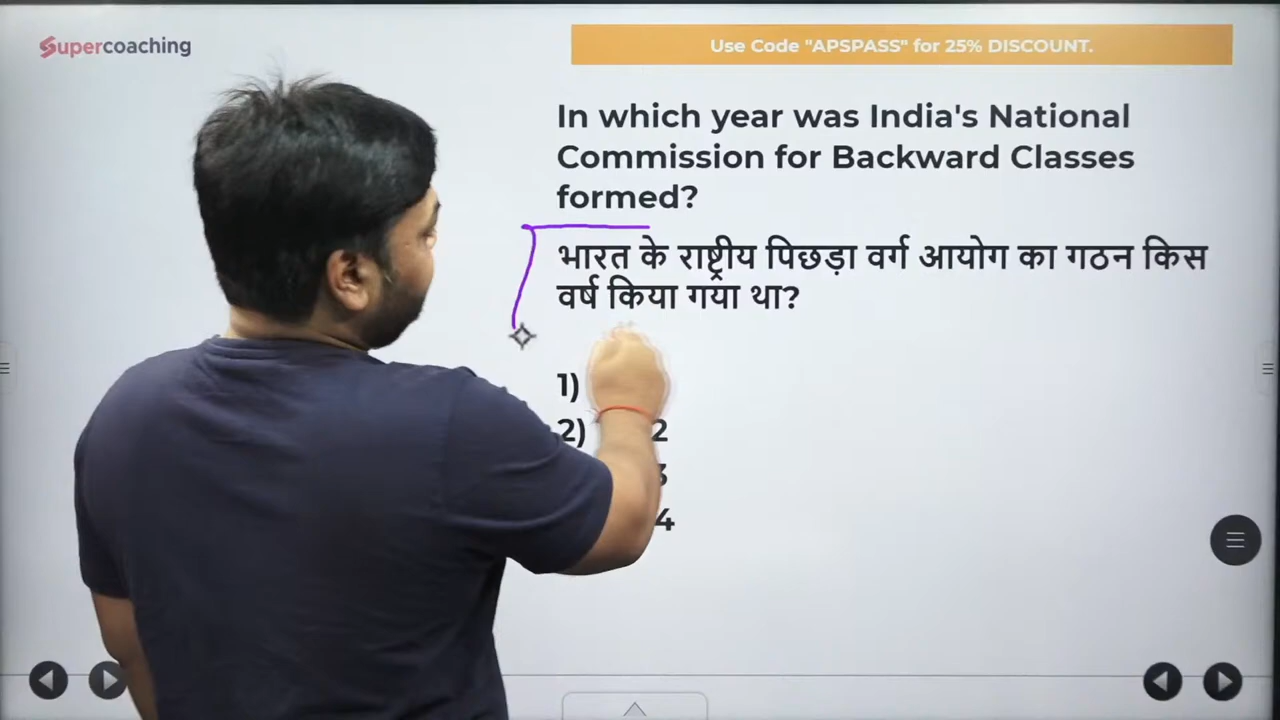 Supercoaching
Use Code "APSPASS" for 25% DISCOUNT.
In which year was India's National
Commission for Backward Classes
formed?
भारत के राष्ट्रीय पिछड़ा वर्ग आयोग का गठन किस
वर्ष किया गया था?
1)
2)